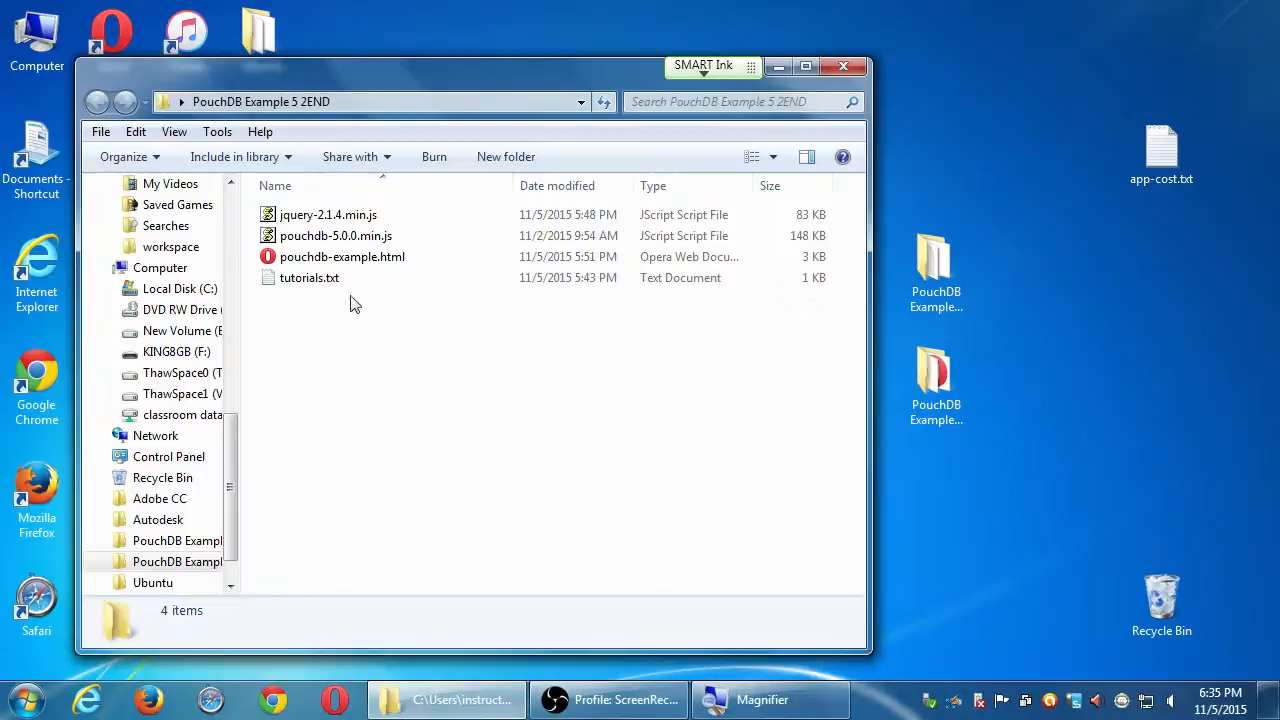 Computer
SMART Ink
PouchDB Example 5 2END
Search PouchDB Example 5 2END
File Edit View Tools Help
Organize Include in library Share with Burn New folder
Name Date modified Type Size
My Videos
Saved Games
Searches
workspace
Computer
Local Disk (C:)
DVD RW Drive (
New Volume (E
KING8GB (F:)
ThawSpace0 (T
ThawSpace1 (V
classroom data
Network
Control Panel
Recycle Bin
Adobe CC
Autodesk
PouchDB Exampl
PouchDB Exampl
Ubuntu
jquery-2.1.4.min.js 11/5/2015 5:48 PM JScript Script File 83 KB
pouchdb-5.0.0.min.js 11/2/2015 9:54 AM JScript Script File 148 KB
pouchdb-example.html 11/5/2015 5:51 PM Opera Web Docu... 3 KB
tutorials.txt 11/5/2015 5:43 PM Text Document 1 KB
4 items
Documents -
Shortcut
Internet
Explorer
Google
Chrome
Mozilla
Firefox
Safari
app-cost.txt
PouchDB
Example...
PouchDB
Example...
Recycle Bin
C:\Users\instruct...
Profile: ScreenRec...
Magnifier
6:35 PM
11/5/2015